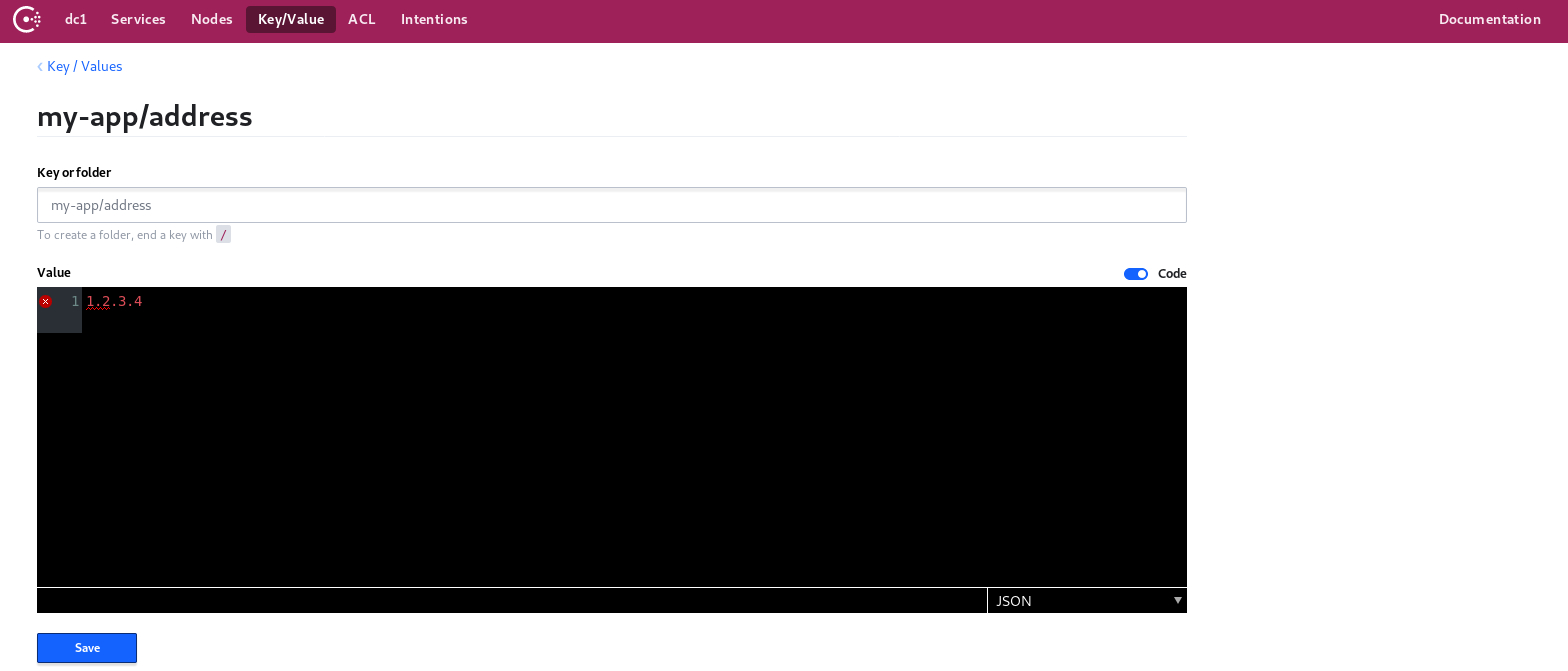 dc1 Services Nodes Key/Value ACL Intentions Documentation
Key / Values
my-app/address
Key or folder
my-app/address
To create a folder, end a key with /
Value Code
1 1.2.3.4
JSON
Save